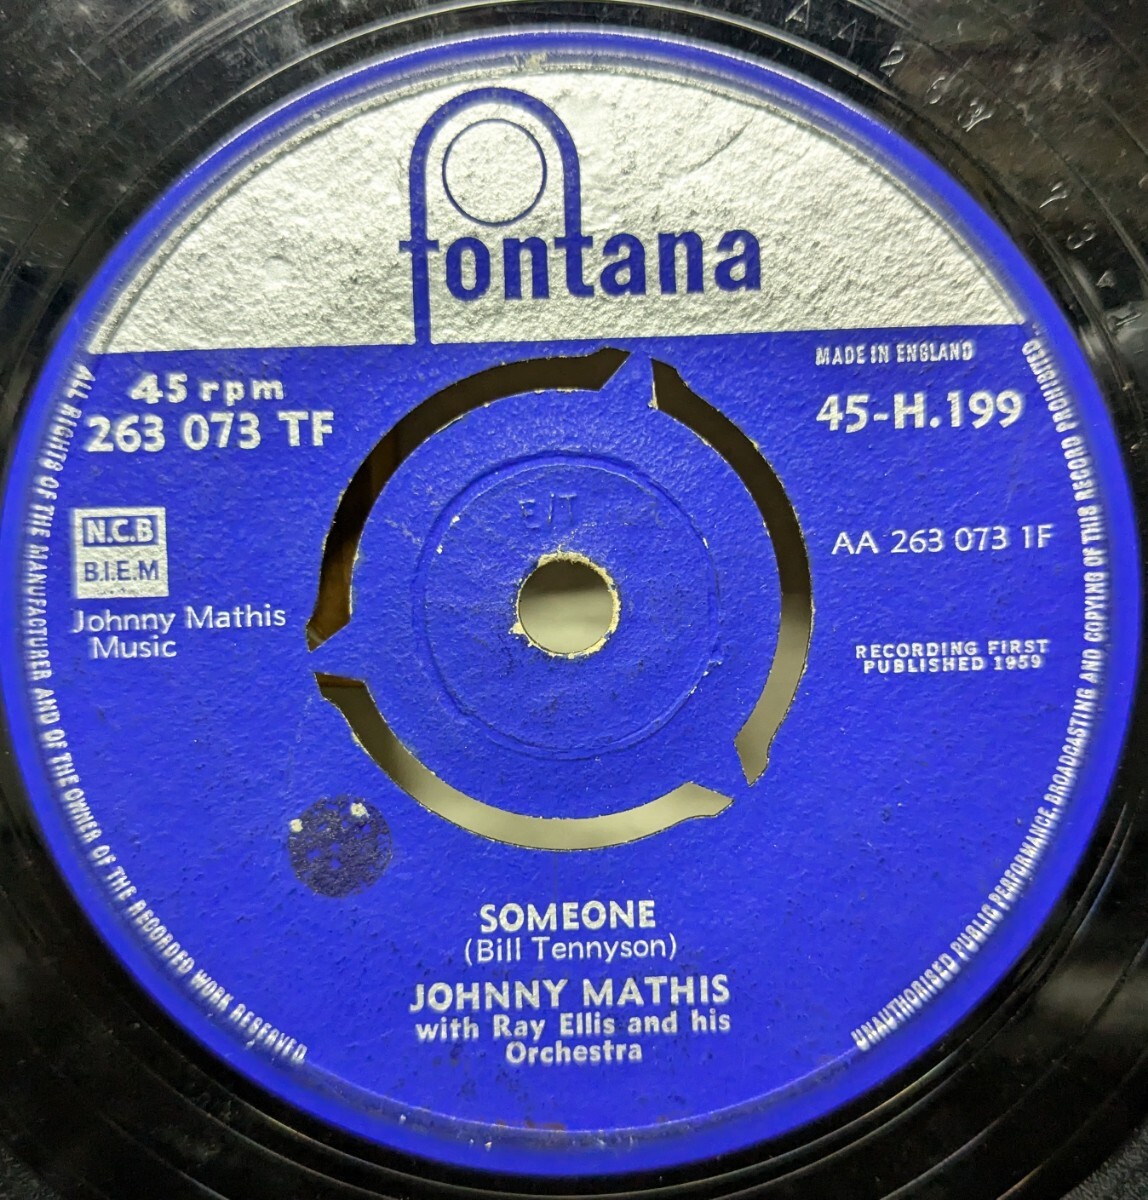 fontana
MADE IN ENGLAND
45 rpm
263 073 TF
45-H.199
N.C.B
B.I.E.M
AA 263 073 1F
Johnny Mathis
Music
RECORDING FIRST
PUBLISHED 1959
E/T
SOMEONE
(Bill Tennyson)
JOHNNY MATHIS
with Ray Ellis and his
Orchestra
ALL RIGHTS OF THE MANUFACTURER AND OF THE OWNER OF THE RECORDED WORK RESERVED
UNAUTHORISED PUBLIC PERFORMANCE, BROADCASTING AND COPYING OF THIS RECORD PROHIBITED